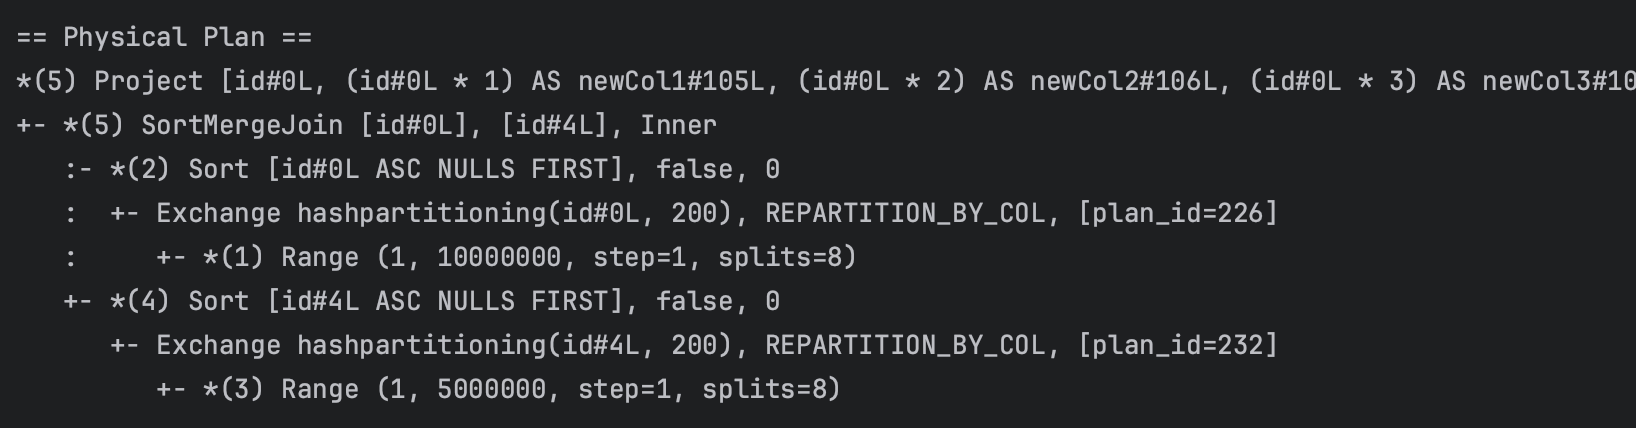 == Physical Plan ==
*(5) Project [id#0L, (id#0L * 1) AS newCol1#105L, (id#0L * 2) AS newCol2#106L, (id#0L * 3) AS newCol3#10
+- *(5) SortMergeJoin [id#0L], [id#4L], Inner
   :- *(2) Sort [id#0L ASC NULLS FIRST], false, 0
   :  +- Exchange hashpartitioning(id#0L, 200), REPARTITION_BY_COL, [plan_id=226]
   :     +- *(1) Range (1, 10000000, step=1, splits=8)
   +- *(4) Sort [id#4L ASC NULLS FIRST], false, 0
      +- Exchange hashpartitioning(id#4L, 200), REPARTITION_BY_COL, [plan_id=232]
         +- *(3) Range (1, 5000000, step=1, splits=8)